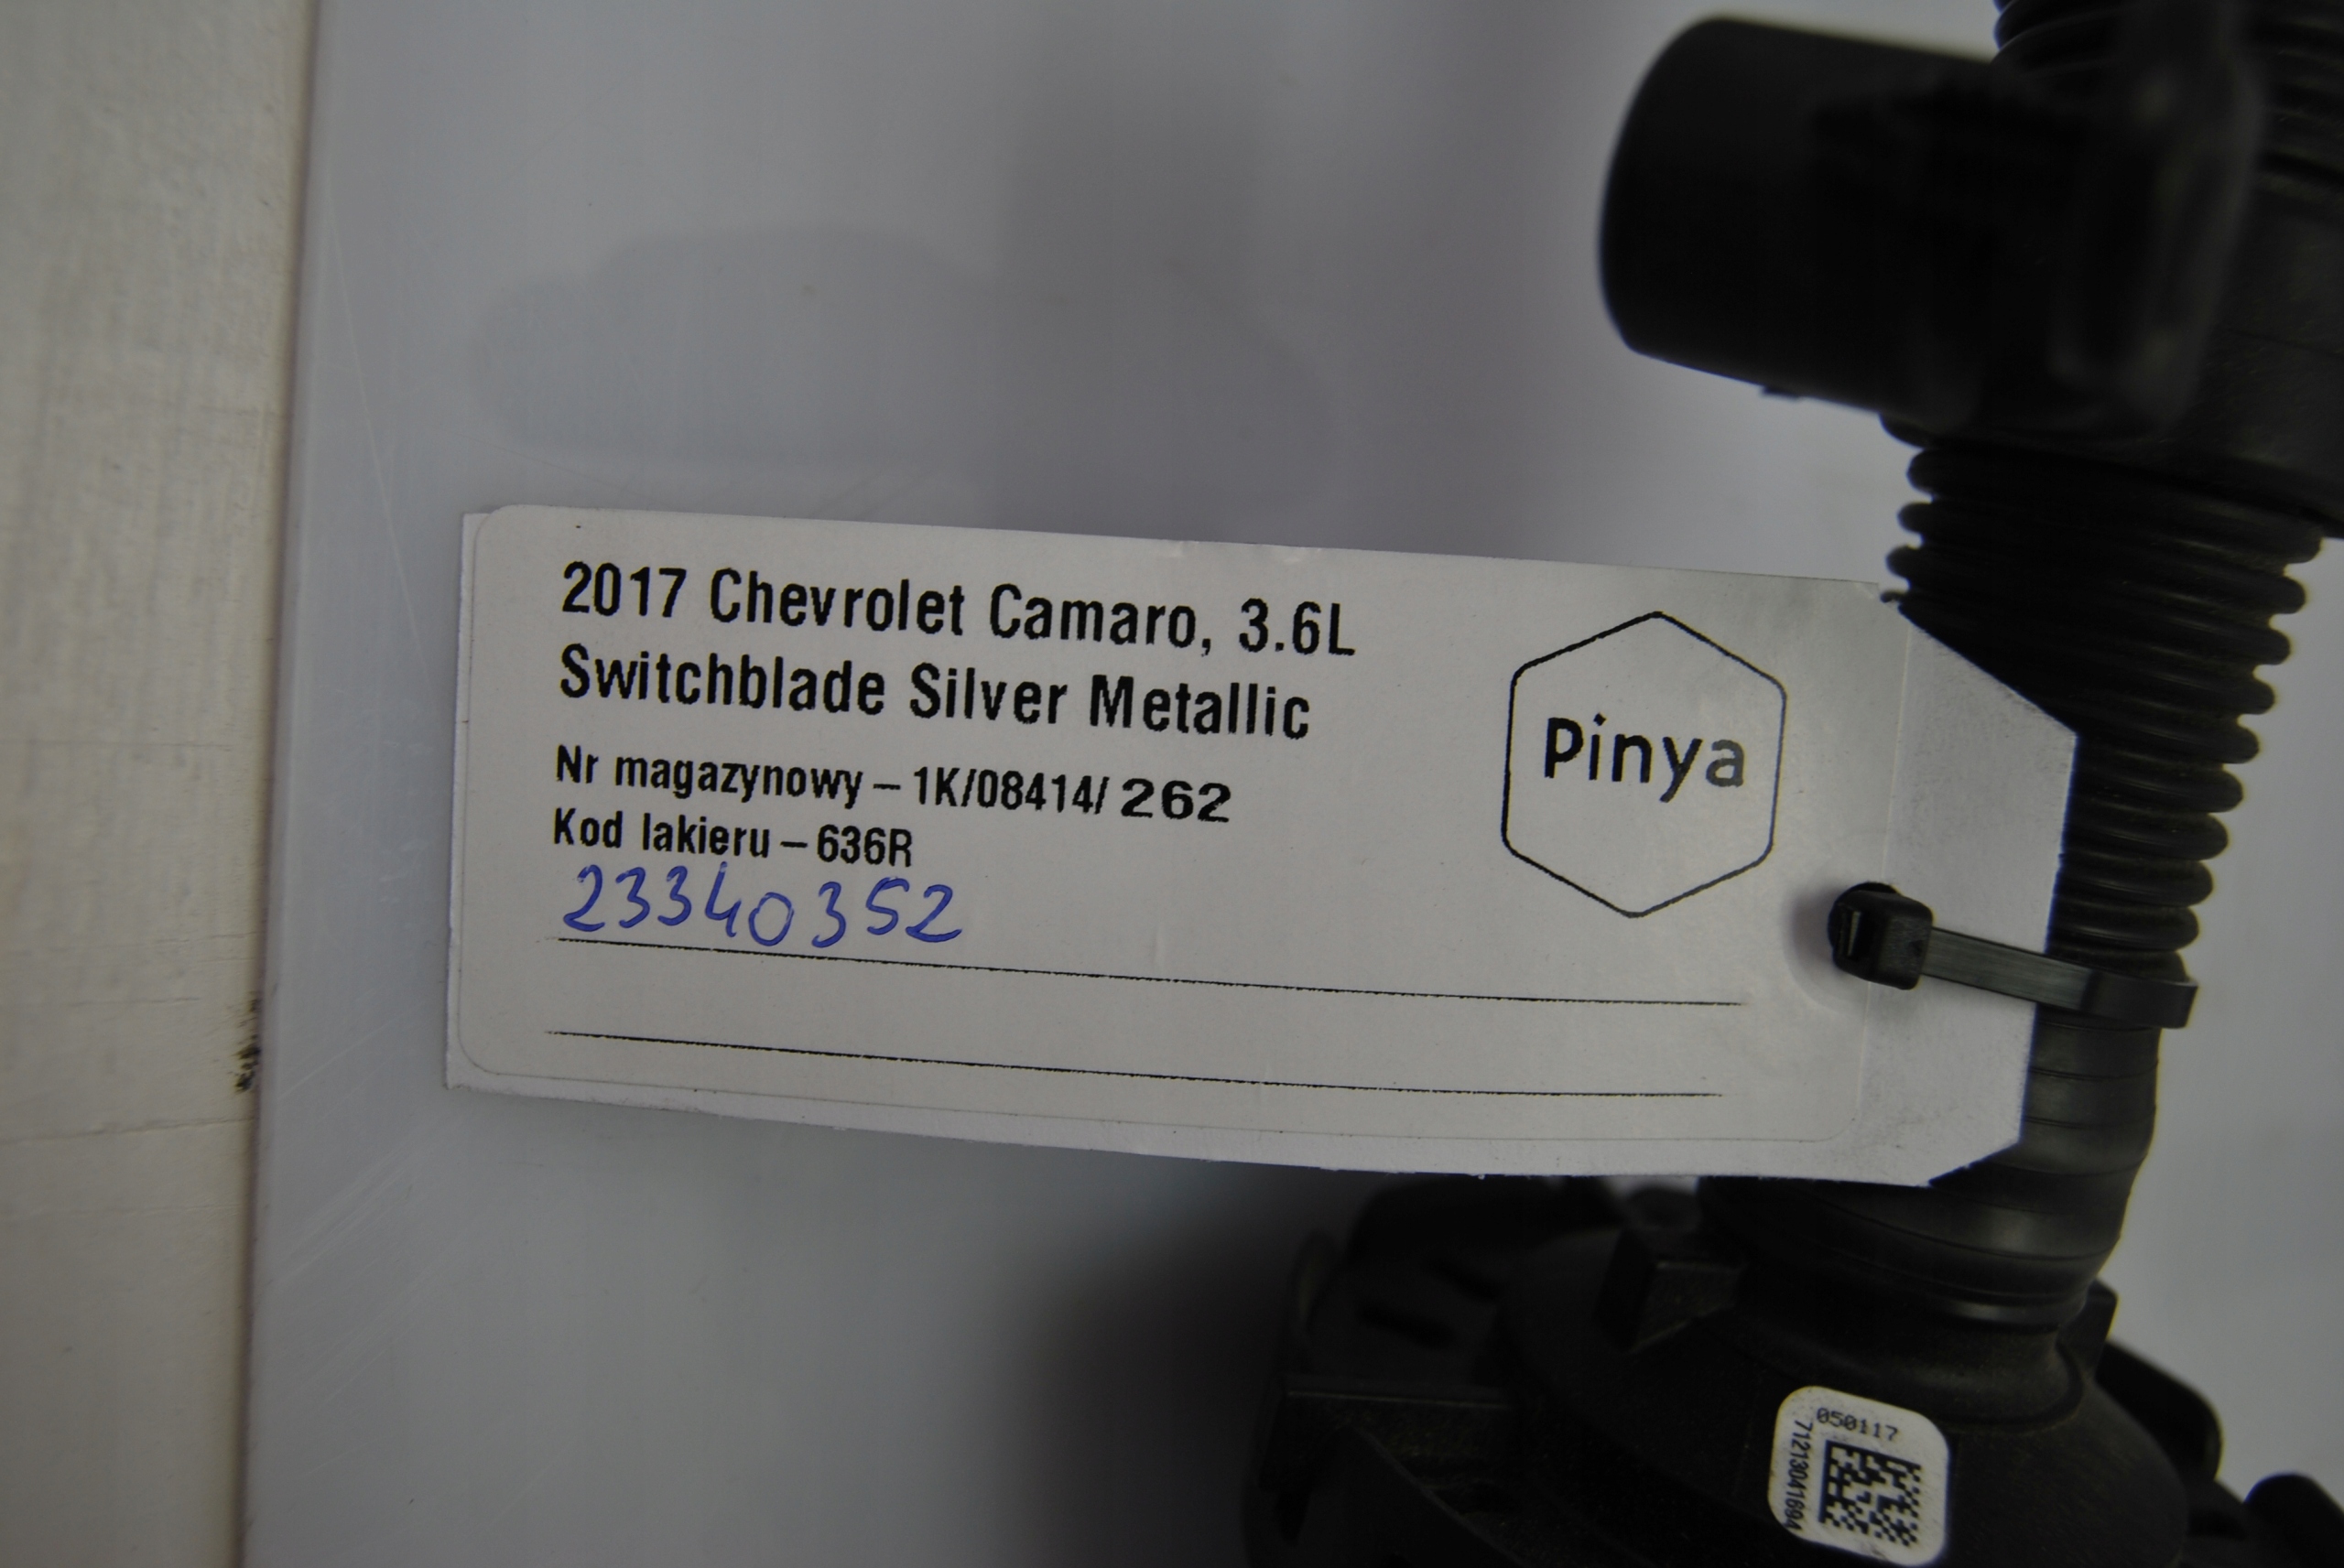 2017 Chevrolet Camaro, 3.6L
Switchblade Silver Metallic
Nr magazynowy – 1K/08414/ 262
Kod lakieru – 636R
23340352
Pinya
050117
71213041694